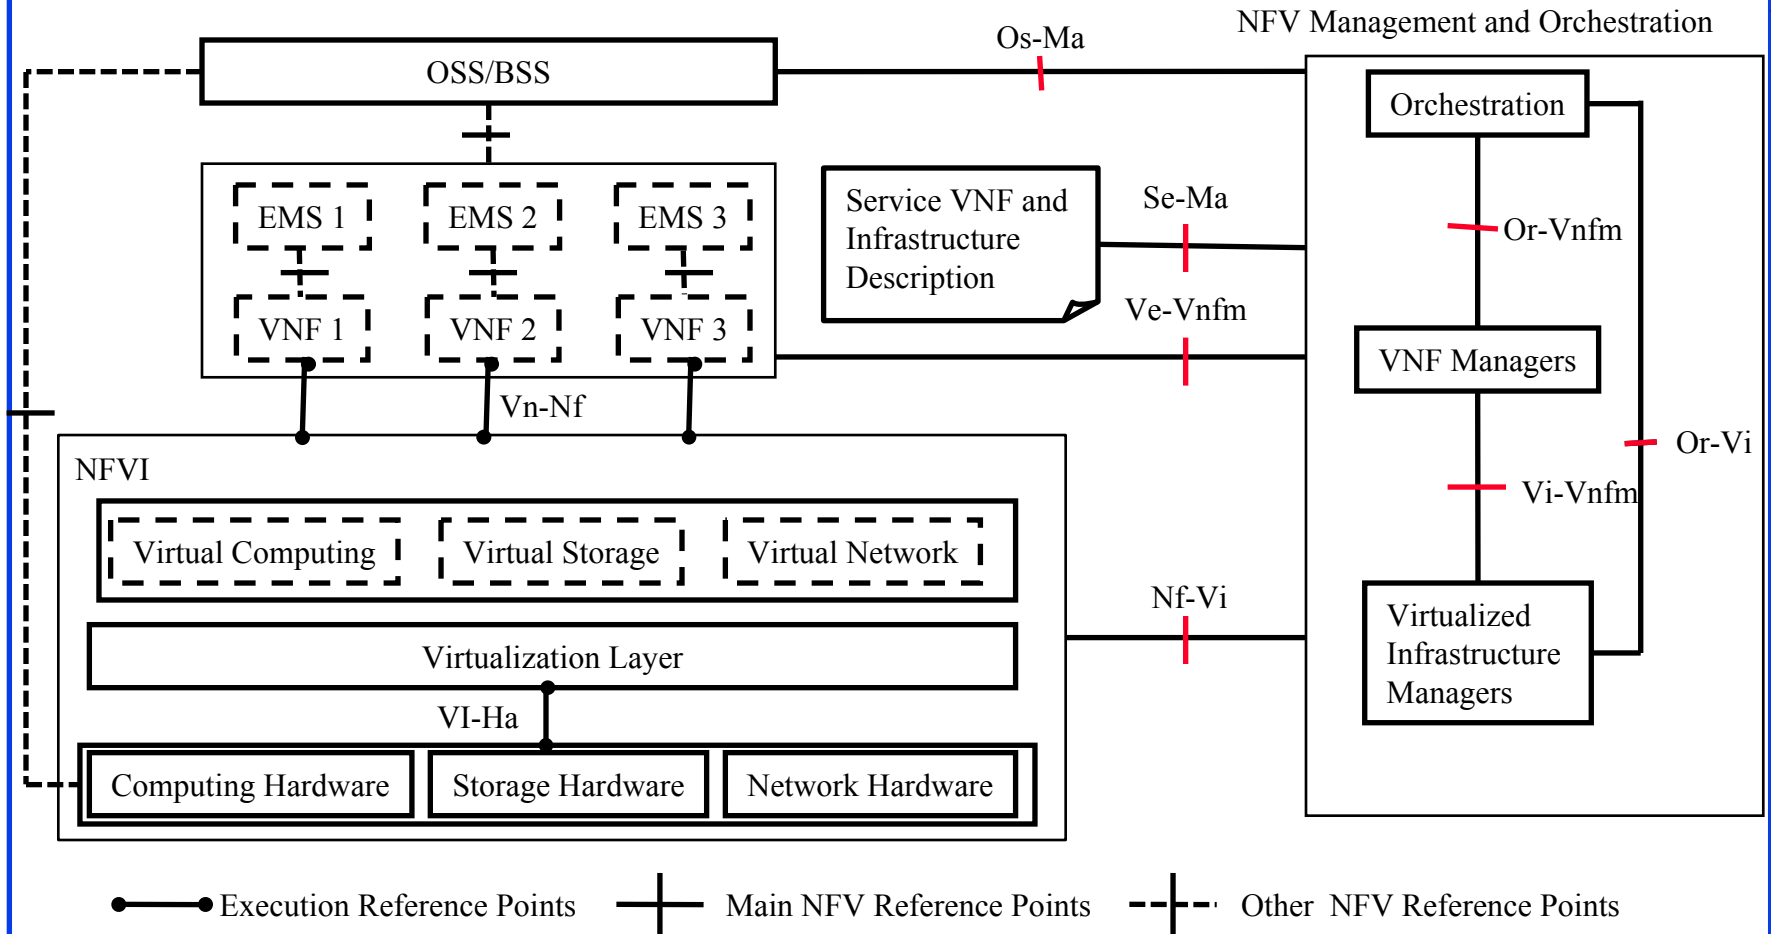 NFV Management and Orchestration
Os-Ma
OSS/BSS
Orchestration
EMS 1
EMS 2
EMS 3
Service VNF and
Infrastructure
Description
Se-Ma
Or-Vnfm
VNF 1
VNF 2
VNF 3
Ve-Vnfm
VNF Managers
Vn-Nf
Or-Vi
NFVI
Vi-Vnfm
Virtual Computing
Virtual Storage
Virtual Network
Nf-Vi
Virtualized
Infrastructure
Managers
Virtualization Layer
VI-Ha
Computing Hardware
Storage Hardware
Network Hardware
Execution Reference Points
Main NFV Reference Points
Other NFV Reference Points